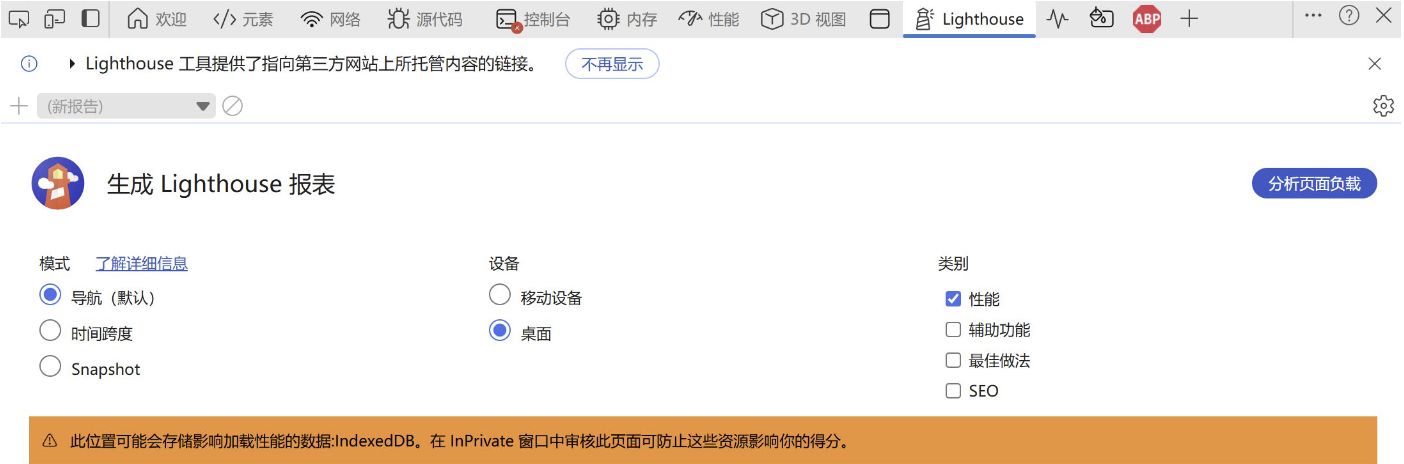 欢迎 元素 网络 源代码 控制台 内存 性能 3D 视图 Lighthouse ABP
Lighthouse 工具提供了指向第三方网站上所托管内容的链接。 不再显示
(新报告)
生成 Lighthouse 报表 分析页面负载
模式 了解详细信息 设备 类别
导航（默认） 移动设备 性能
时间跨度 桌面 辅助功能
Snapshot 最佳做法
SEO
此位置可能会存储影响加载性能的数据:IndexedDB。在 InPrivate 窗口中审核此页面可防止这些资源影响你的得分。